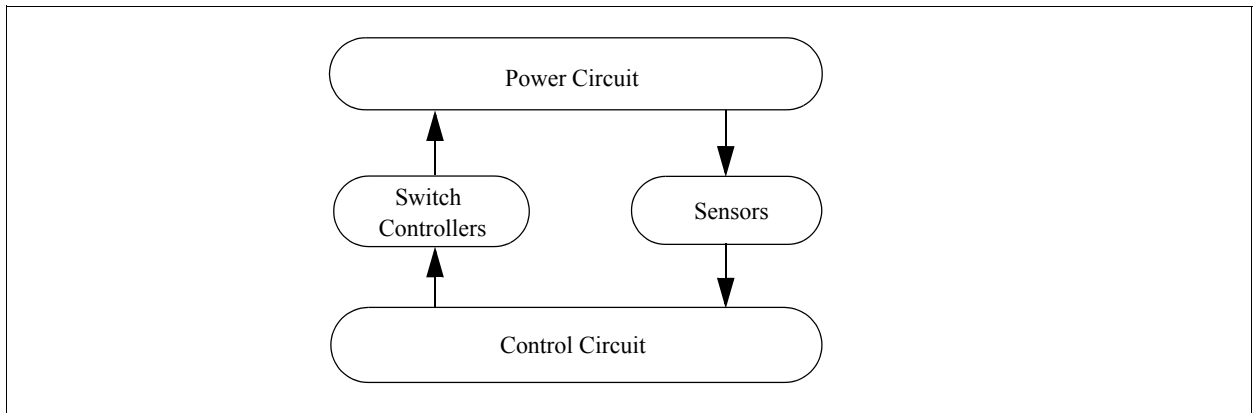 Power Circuit
Switch
Controllers
Sensors
Control Circuit